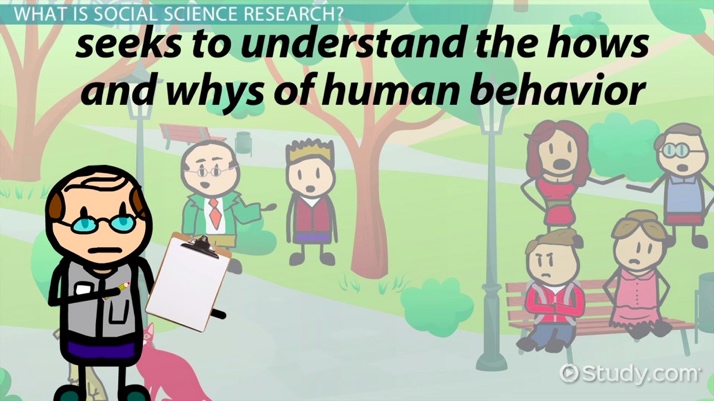 WHAT IS SOCIAL SCIENCE RESEARCH?
seeks to understand the hows
and whys of human behavior
Study.com